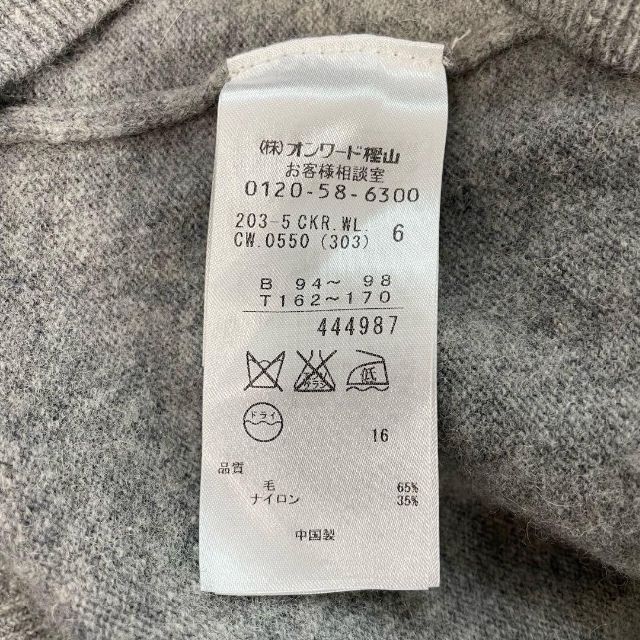 (株)オンワード樫山
お客様相談室
0120-58-6300
203-5 CKR.WL. 6
CW.0550 (303)
B 94〜 98
T162〜170
444987
低
ドライ
16
品質
毛 65%
ナイロン 35%
中国製